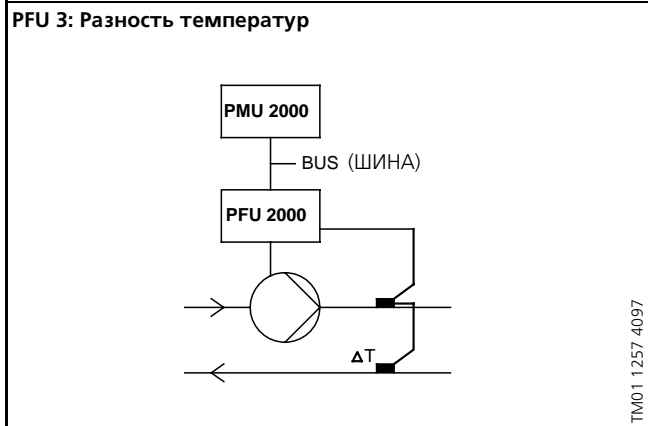 PFU 3: Разность температур
PMU 2000
BUS (ШИНА)
PFU 2000
ΔT
TM01 1257 4097